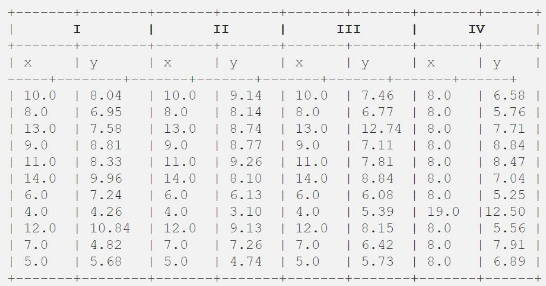 +-------+--------+-------+-------+-------+-------+-------+------+
|       I        |       II      |      III      |      IV      |
+-------+--------+-------+-------+-------+-------+-------+------+
| x     | y      | x     | y     | x     | y     | x     | y    |
-----+--------+-------+-------+-------+-------+-------+------+
| 10.0  | 8.04   | 10.0  | 9.14  | 10.0  | 7.46  | 8.0   | 6.58 |
| 8.0   | 6.95   | 8.0   | 8.14  | 8.0   | 6.77  | 8.0   | 5.76 |
| 13.0  | 7.58   | 13.0  | 8.74  | 13.0  | 12.74 | 8.0   | 7.71 |
| 9.0   | 8.81   | 9.0   | 8.77  | 9.0   | 7.11  | 8.0   | 8.84 |
| 11.0  | 8.33   | 11.0  | 9.26  | 11.0  | 7.81  | 8.0   | 8.47 |
| 14.0  | 9.96   | 14.0  | 8.10  | 14.0  | 8.84  | 8.0   | 7.04 |
| 6.0   | 7.24   | 6.0   | 6.13  | 6.0   | 6.08  | 8.0   | 5.25 |
| 4.0   | 4.26   | 4.0   | 3.10  | 4.0   | 5.39  | 19.0  |12.50 |
| 12.0  | 10.84  | 12.0  | 9.13  | 12.0  | 8.15  | 8.0   | 5.56 |
| 7.0   | 4.82   | 7.0   | 7.26  | 7.0   | 6.42  | 8.0   | 7.91 |
| 5.0   | 5.68   | 5.0   | 4.74  | 5.0   | 5.73  | 8.0   | 6.89 |
+-------+--------+-------+-------+-------+-------+-------+------+